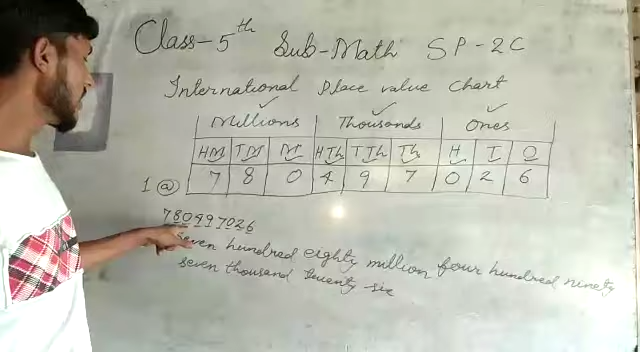 Class-5th Sub-Math SP-2C
International Place value Chart
Millions Thousands Ones
HM TM M HTh TTh Th H T O
1 @ 7 8 0 4 9 7 0 2 6
780497026
Seven hundred eighty million four hundred ninety
seven thousand twenty six